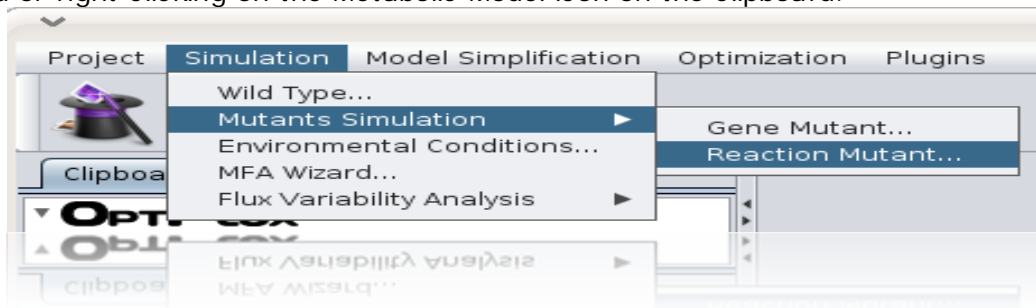 or right clicking on the Metabolic Model icon on the clipboard.
Project Simulation Model Simplification Optimization Plugins
Wild Type...
Mutants Simulation
Gene Mutant...
Environmental Conditions...
Reaction Mutant...
Clipboa
MFA Wizard...
Flux Variability Analysis
OPT